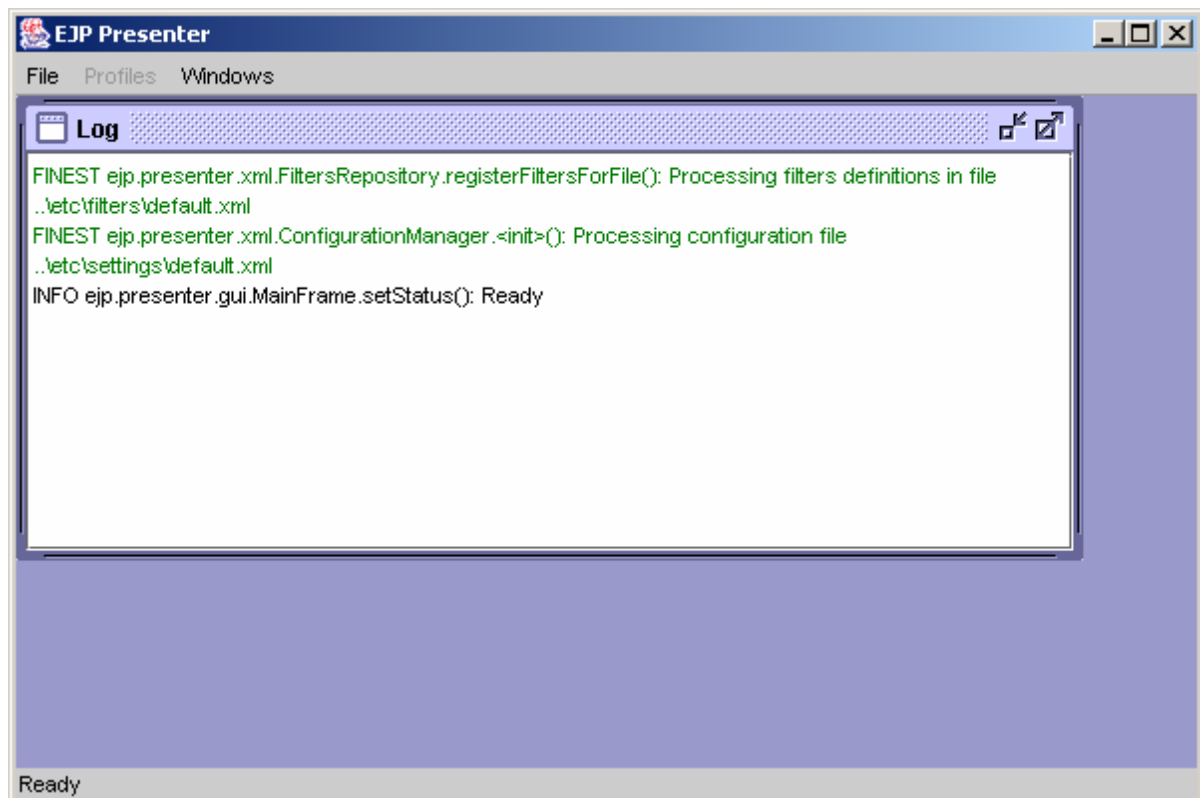 EJP Presenter
File Profiles Windows
Log
FINEST ejp.presenter.xml.FiltersRepository.registerFiltersForFile(): Processing filters definitions in file
..\etc\filters\default.xml
FINEST ejp.presenter.xml.ConfigurationManager.<init>(): Processing configuration file
..\etc\settings\default.xml
INFO ejp.presenter.gui.MainFrame.setStatus(): Ready
Ready